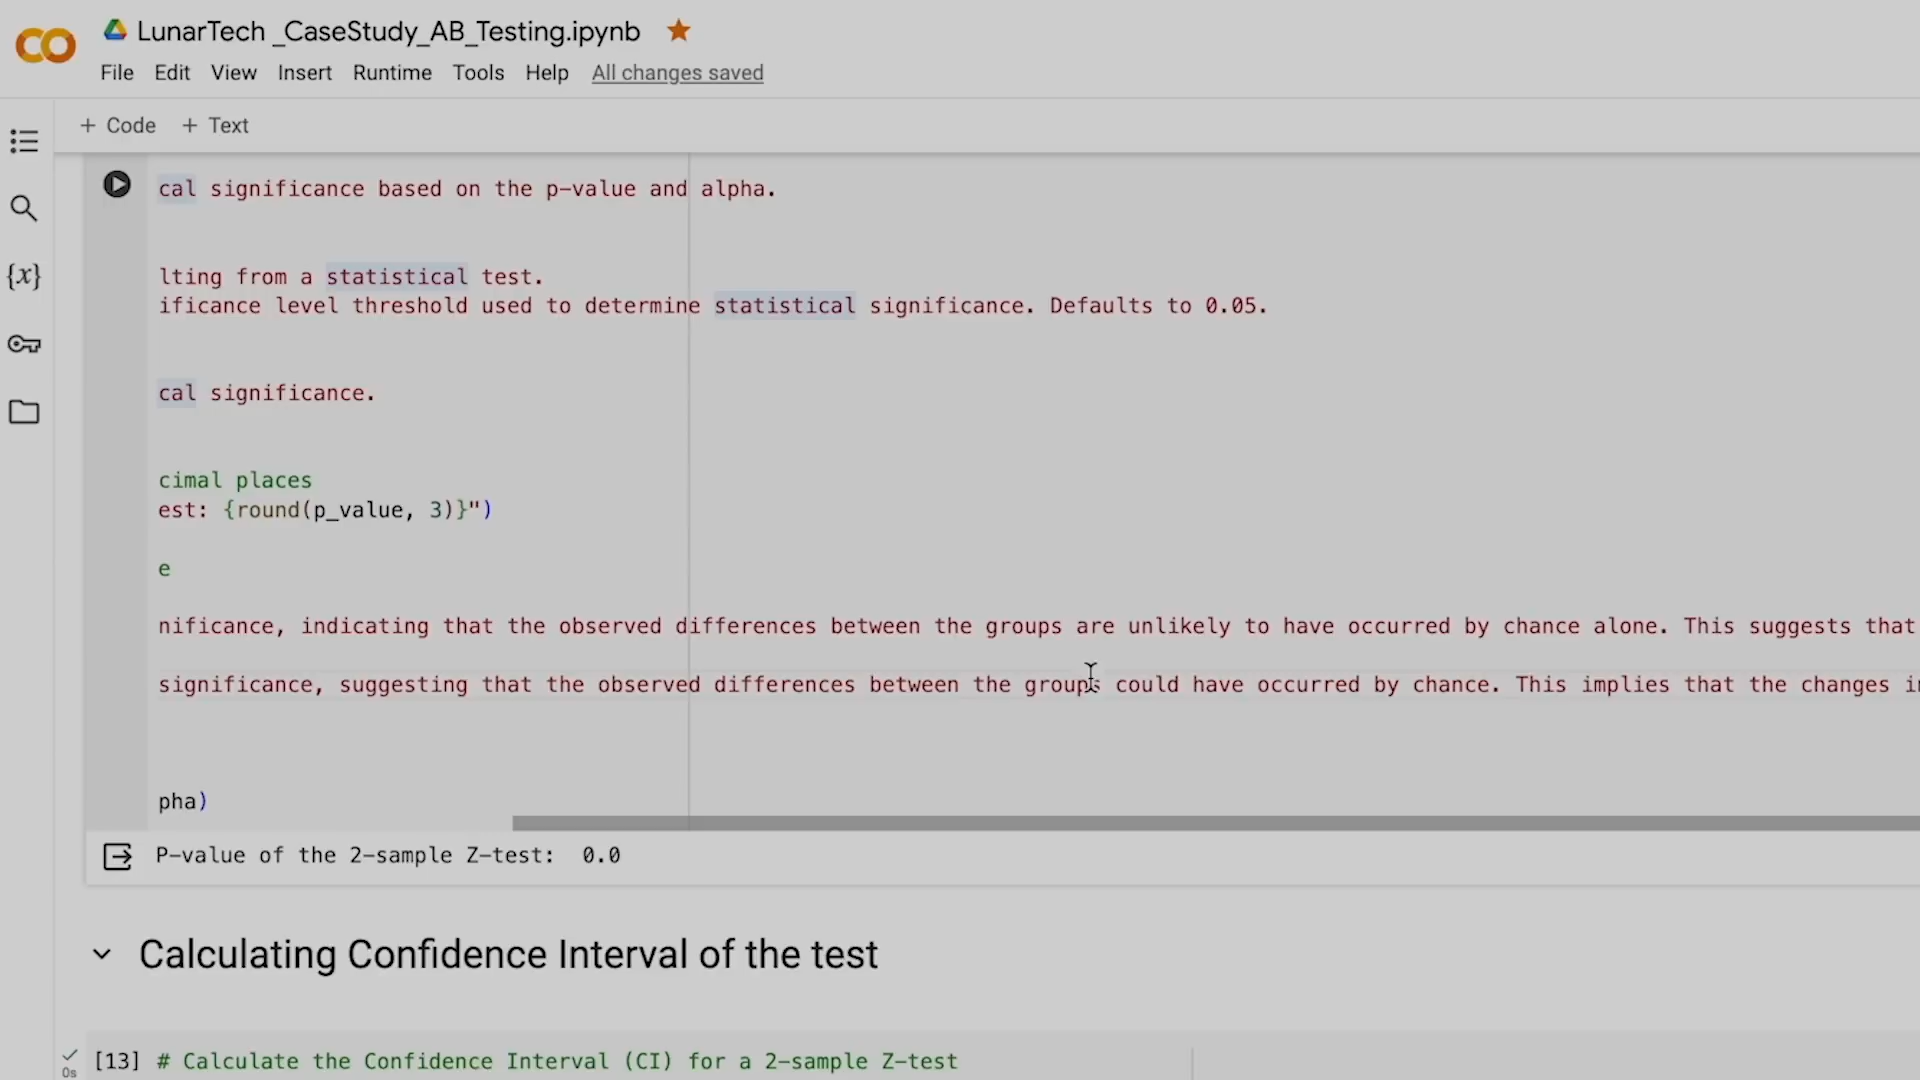 LunarTech _CaseStudy_AB_Testing.ipynb
File Edit View Insert Runtime Tools Help All changes saved
+ Code + Text
cal significance based on the p-value and alpha.
lting from a statistical test.
ificance level threshold used to determine statistical significance. Defaults to 0.05.
cal significance.
cimal places
est: {round(p_value, 3)}")
e
nificance, indicating that the observed differences between the groups are unlikely to have occurred by chance alone. This suggests that
significance, suggesting that the observed differences between the groups could have occurred by chance. This implies that the changes
pha)
P-value of the 2-sample Z-test: 0.0
Calculating Confidence Interval of the test
[13] # Calculate the Confidence Interval (CI) for a 2-sample Z-test
0s
{x}